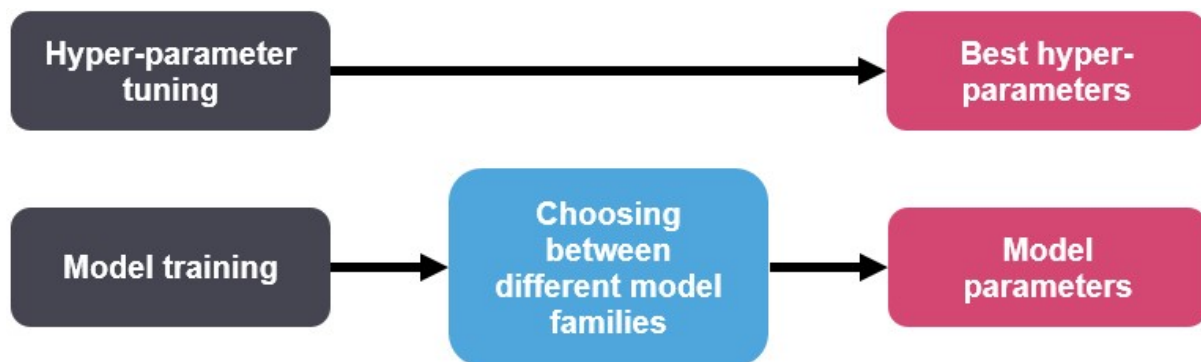 Hyper-parameter
tuning
Best hyper-
parameters
Model training
Choosing
between
different model
families
Model
parameters